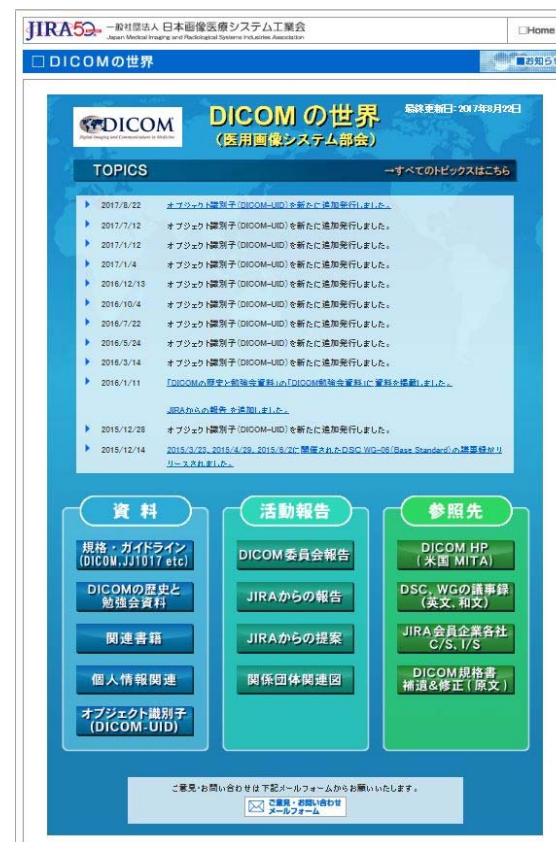 JIRA50 一般社団法人 日本画像医療システム工業会
Japan Medical Imaging and Radiological Systems Industries Association
□Home
□ DICOMの世界
■お知ら
DICOM
Digital Imaging and Communications in Medicine
DICOM の世界
(医用画像システム部会)
最終更新日:2017年8月22日
TOPICS
→すべてのトピックスはこちら
2017/8/22 オブジェクト識別子(DICOM-UID)を新たに追加発行しました。
2017/7/12 オブジェクト識別子(DICOM-UID)を新たに追加発行しました。
2017/1/12 オブジェクト識別子(DICOM-UID)を新たに追加発行しました。
2017/1/4 オブジェクト識別子(DICOM-UID)を新たに追加発行しました。
2016/12/13 オブジェクト識別子(DICOM-UID)を新たに追加発行しました。
2016/10/4 オブジェクト識別子(DICOM-UID)を新たに追加発行しました。
2016/7/22 オブジェクト識別子(DICOM-UID)を新たに追加発行しました。
2016/5/24 オブジェクト識別子(DICOM-UID)を新たに追加発行しました。
2016/3/14 オブジェクト識別子(DICOM-UID)を新たに追加発行しました。
2016/1/11 「DICOMの歴史と勉強会資料」の「DICOM勉強会資料」に資料を掲載しました。
JIRAからの報告 を追加しました。
2015/12/28 オブジェクト識別子(DICOM-UID)を新たに追加発行しました。
2015/12/14 2015/3/23、2015/4/29、2015/6/2に開催されたDSC WG-06(Base Standard)の議事録がリ
リースされました。
資 料
規格・ガイドライン
(DICOM,JJ1017 etc)
DICOMの歴史と
勉強会資料
関連書籍
個人情報関連
オブジェクト識別子
(DICOM-UID)
活動報告
DICOM委員会報告
JIRAからの報告
JIRAからの提案
関係団体関連図
参照先
DICOM HP
(米国 MITA)
DSC、WGの議事録
(英文、和文)
JIRA会員企業各社
C/S、I/S
DICOM規格書
補遺&修正(原文)
ご意見・お問い合わせは下記メールフォームからお願いいたします。
ご意見・お問い合わせ
メールフォーム